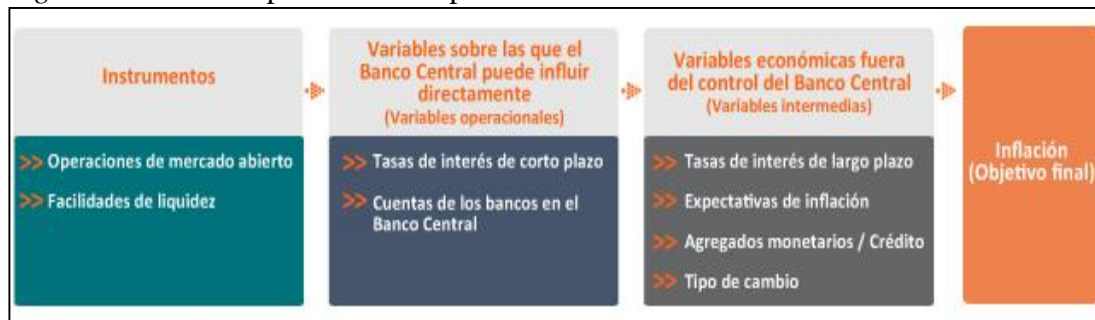 Instrumentos
>> Operaciones de mercado abierto
>> Facilidades de liquidez
Variables sobre las que el
Banco Central puede influir
directamente
(Variables operacionales)
>> Tasas de interés de corto plazo
>> Cuentas de los bancos en el
Banco Central
Variables económicas fuera
del control del Banco Central
(Variables intermedias)
>> Tasas de interés de largo plazo
>> Expectativas de inflación
>> Agregados monetarios / Crédito
>> Tipo de cambio
Inflación
(Objetivo final)